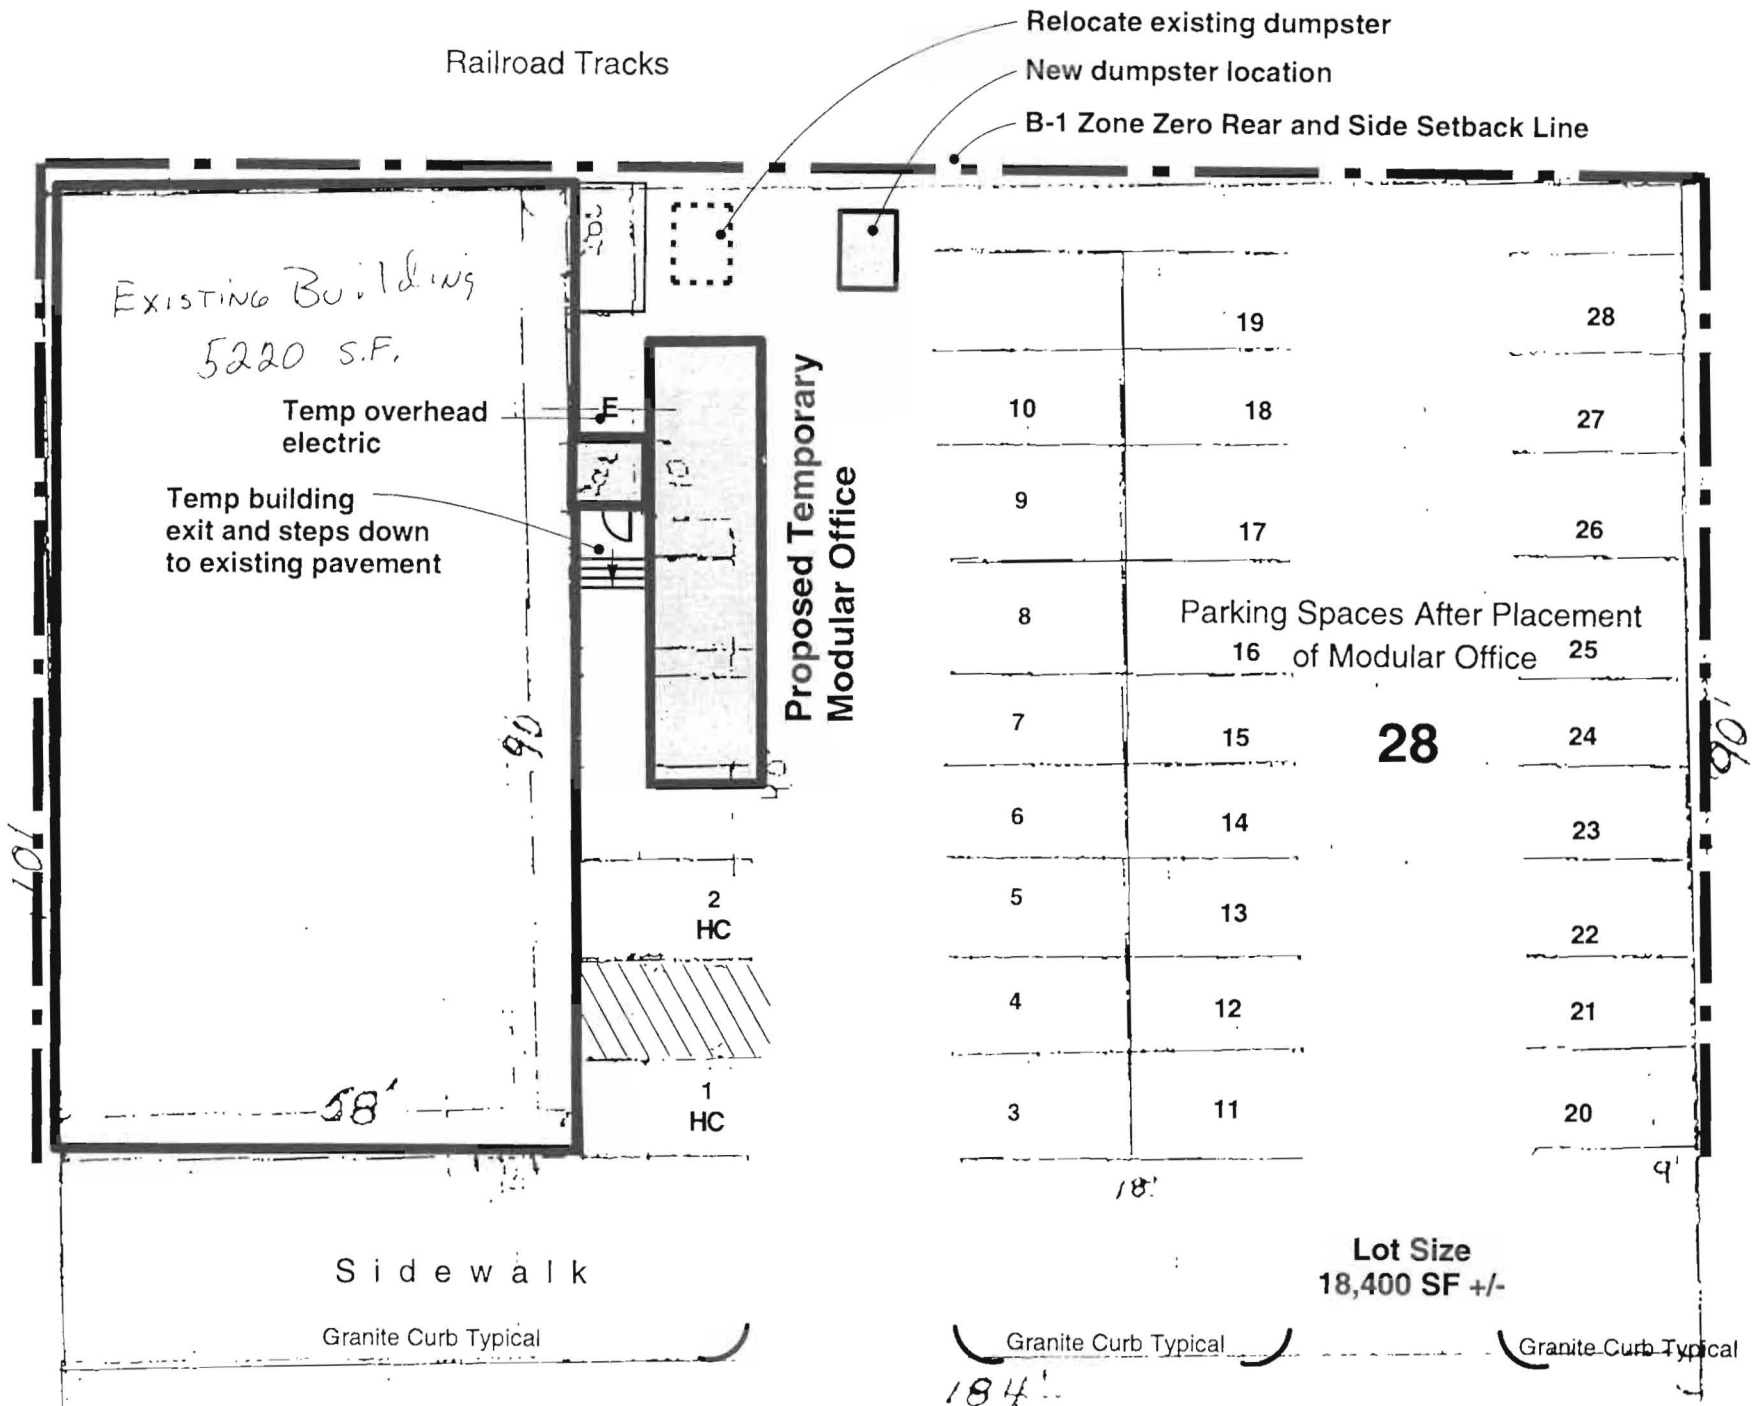 Relocate existing dumpster
Railroad Tracks
New dumpster location
B-1 Zone Zero Rear and Side Setback Line
Existing Building
5220 S.F.
Temp overhead
electric
E
Temp building
exit and steps down
to existing pavement
10
Proposed Temporary
Modular Office
90
58'
101
40'
2
HC
1
HC
10
9
8
7
6
5
4
3
19
18
17
Parking Spaces After Placement
of Modular Office
16
15
14
13
12
11
28
28
27
26
25
24
23
22
21
20
90'
18'
9'
Lot Size
18,400 SF +/-
Sidewalk
Granite Curb Typical
Granite Curb Typical
Granite Curb Typical
184'